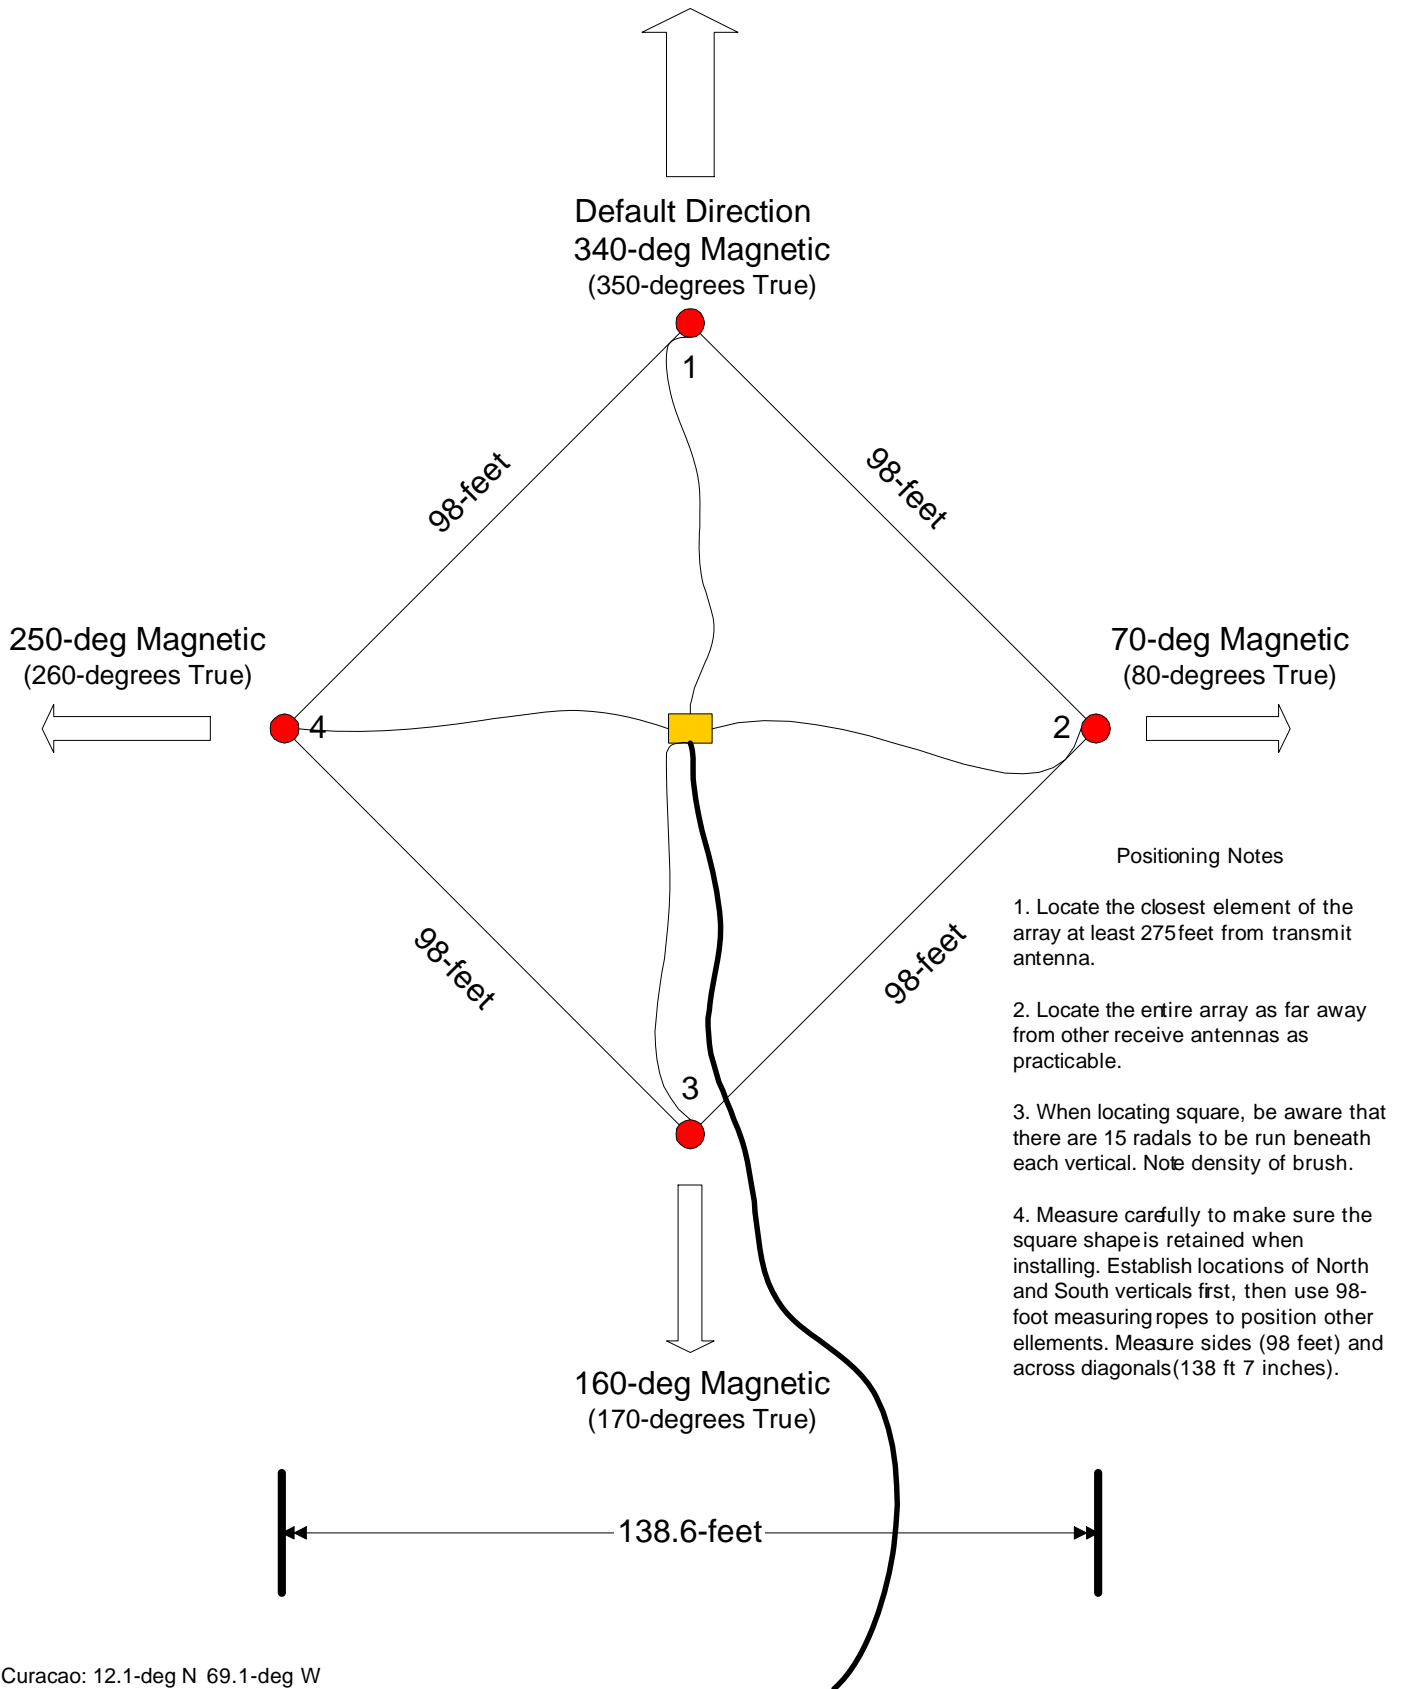 Default Direction
340-deg Magnetic
(350-degrees True)
1
98-feet
98-feet
250-deg Magnetic
(260-degrees True)
70-deg Magnetic
(80-degrees True)
4
2
Positioning Notes
1. Locate the closest element of the
array at least 275 feet from transmit
antenna.
2. Locate the entire array as far away
from other receive antennas as
practicable.
3. When locating square, be aware that
there are 15 radals to be run beneath
each vertical. Note density of brush.
4. Measure carefully to make sure the
square shape is retained when
installing. Establish locations of North
and South verticals first, then use 98-
foot measuring ropes to position other
ellements. Measure sides (98 feet) and
across diagonals (138 ft 7 inches).
98-feet
98-feet
3
160-deg Magnetic
(170-degrees True)
138.6-feet
Curacao: 12.1-deg N 69.1-deg W